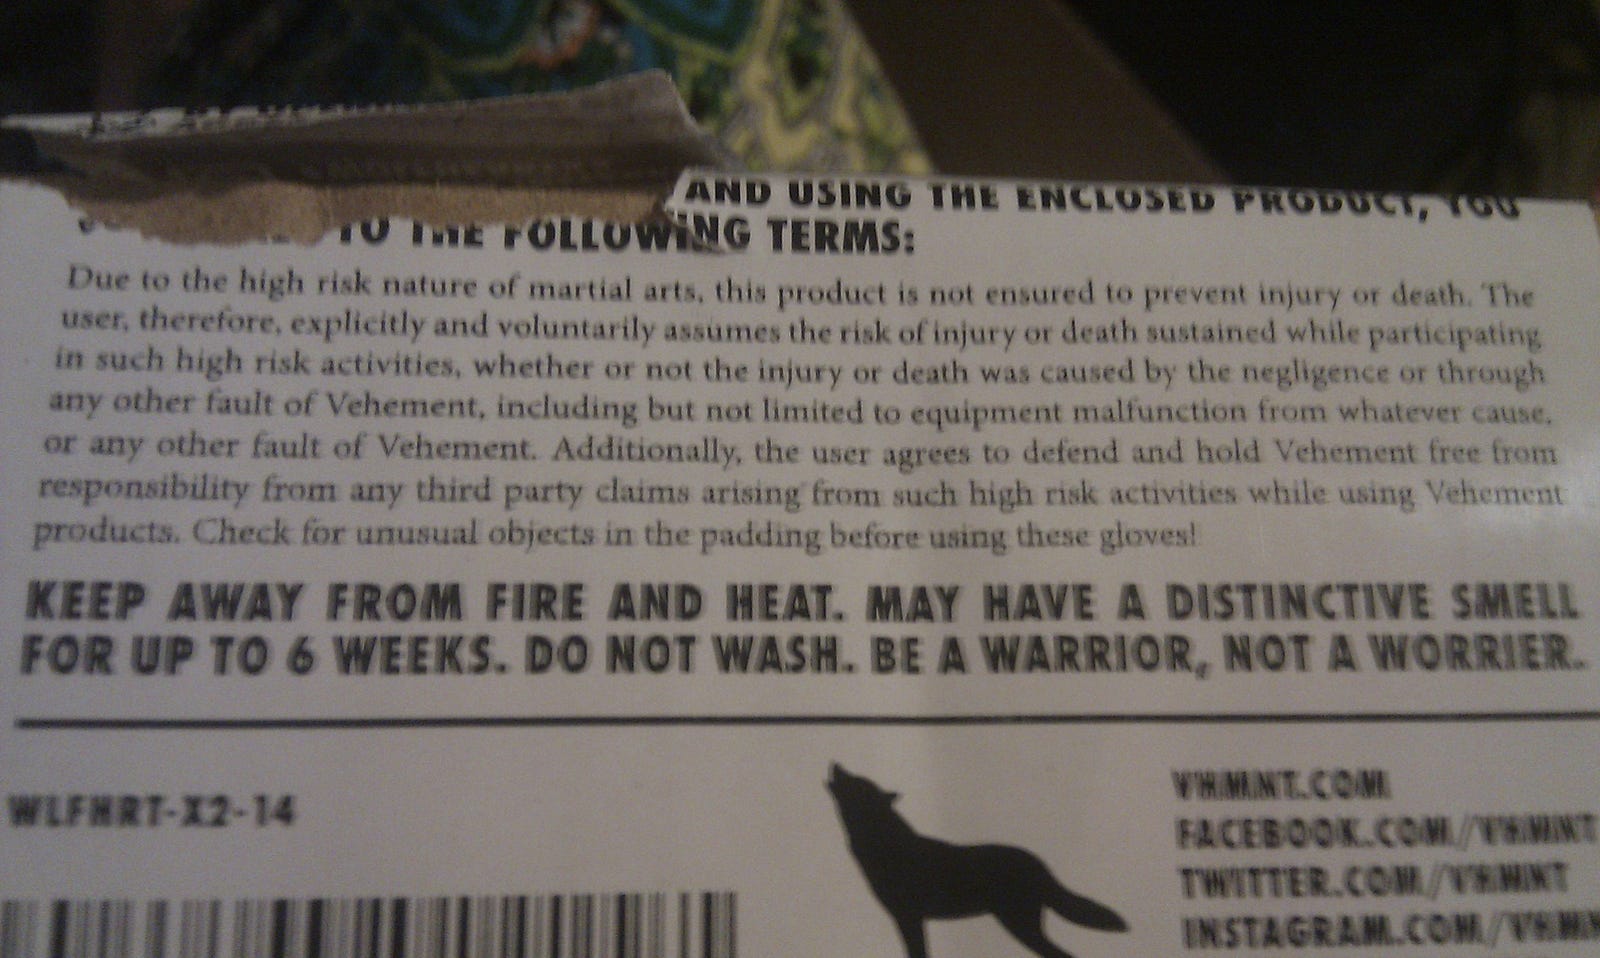 AND USING THE ENCLOSED PRODUCT, YOU
TO THE FOLLOWING TERMS:
Due to the high risk nature of martial arts, this product is not ensured to prevent injury or death. The
user, therefore, explicitly and voluntarily assumes the risk of injury or death sustained while participating
in such high risk activities, whether or not the injury or death was caused by the negligence or through
any other fault of Vehement, including but not limited to equipment malfunction from whatever cause,
or any other fault of Vehement. Additionally, the user agrees to defend and hold Vehement free from
responsibility from any third party claims arising from such high risk activities while using Vehement
products. Check for unusual objects in the padding before using these gloves!
KEEP AWAY FROM FIRE AND HEAT. MAY HAVE A DISTINCTIVE SMELL
FOR UP TO 6 WEEKS. DO NOT WASH. BE A WARRIOR, NOT A WORRIER.
WLFHRT-X2-14
VHMNT.COM
FACEBOOK.COM/VHMNT
TWITTER.COM/VHMNT
INSTAGRAM.COM/VHMN